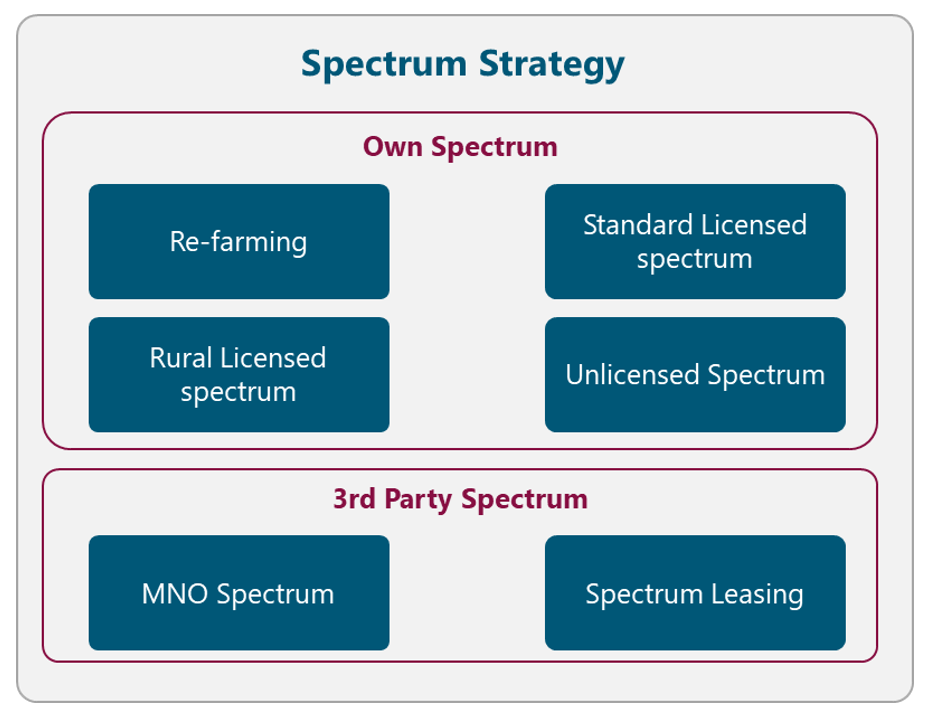 Spectrum Strategy
Own Spectrum
Re-farming
Standard Licensed
spectrum
Rural Licensed
spectrum
Unlicensed Spectrum
3rd Party Spectrum
MNO Spectrum
Spectrum Leasing